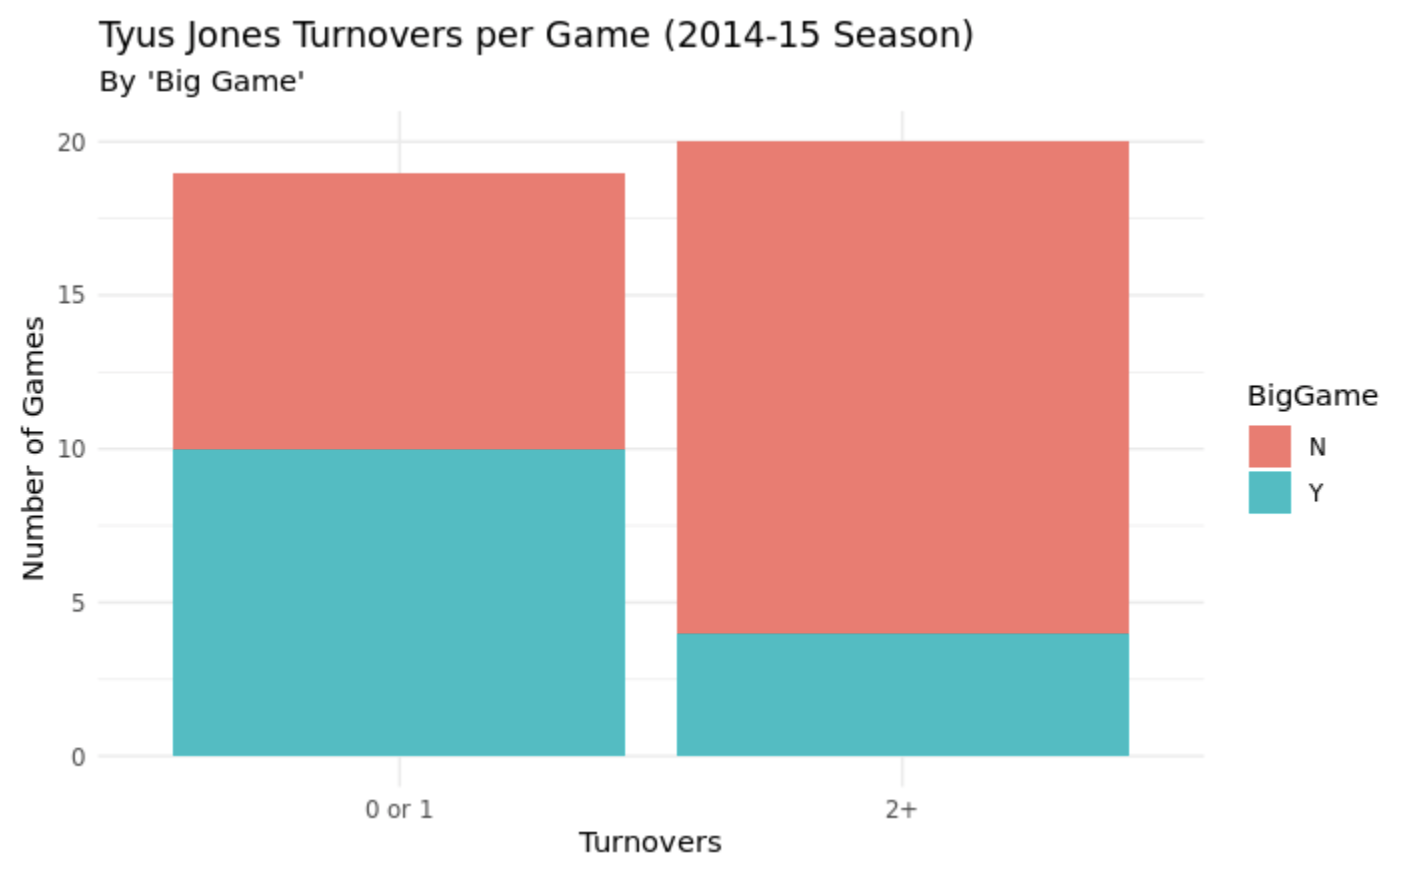 Tyus Jones Turnovers per Game (2014-15 Season)
By 'Big Game'
20
15
10
5
0
Number of Games
0 or 1
2+
Turnovers
BigGame
N
Y